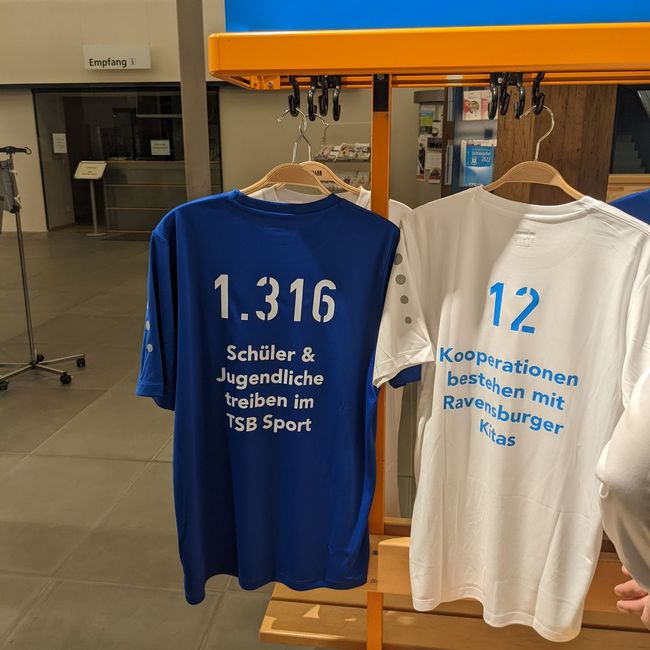 Empfang i
1.316
Schüler &
Jugendliche
treiben im
TSB Sport
12
Kooperationen
bestehen mit
Ravensburger
Kitas